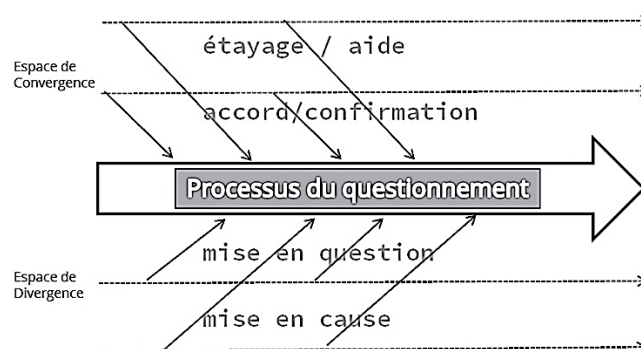 étayage / aide
Espace de
Convergence
accord/confirmation
Processus du questionnement
mise en question
Espace de
Divergence
mise en cause